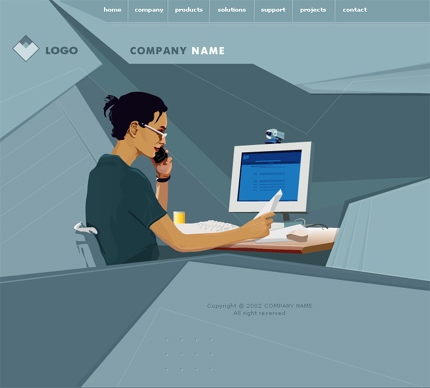 home company products solutions support projects contact
LOGO
COMPANY NAME
Copyright @ 2002 COMPANY NAME
All right reserved